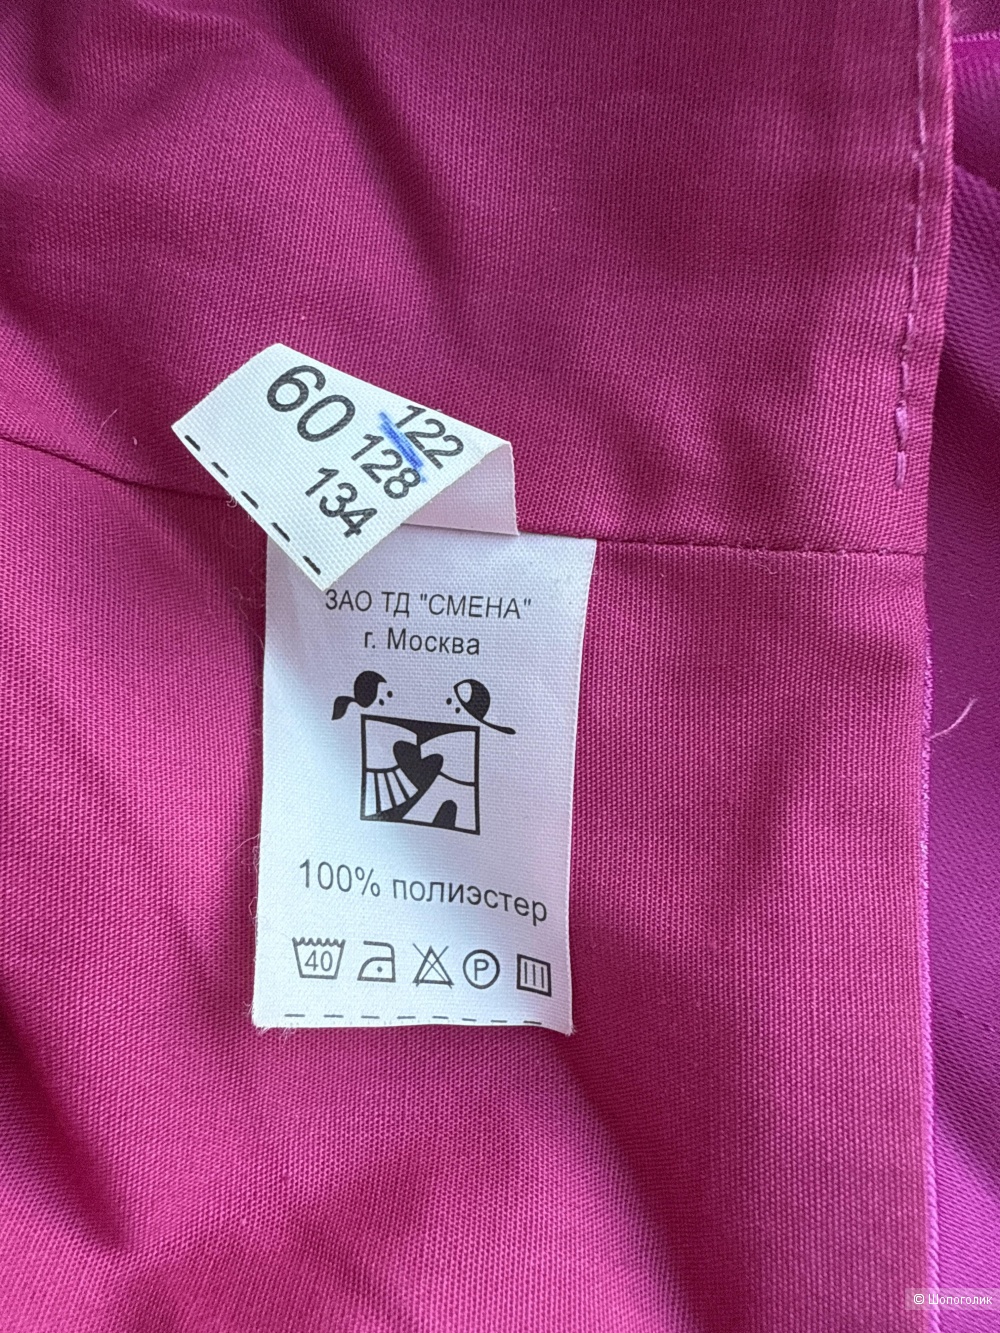 60
122
128
134
ЗАО ТД "СМЕНА"
г. Москва
100% полиэстер
40
P
© Шопоголик